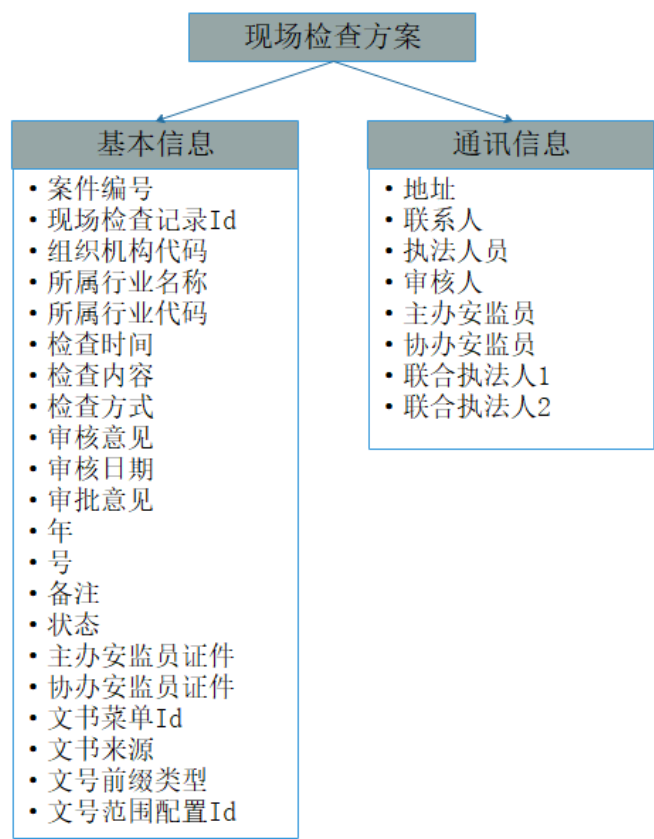 现场检查方案
基本信息
• 案件编号
• 现场检查记录Id
• 组织机构代码
• 所属行业名称
• 所属行业代码
• 检查时间
• 检查内容
• 检查方式
• 审核意见
• 审核日期
• 审批意见
• 年
• 号
• 备注
• 状态
• 主办安监员证件
• 协办安监员证件
• 文书菜单Id
• 文书来源
• 文号前缀类型
• 文号范围配置Id
通讯信息
• 地址
• 联系人
• 执法人员
• 审核人
• 主办安监员
• 协办安监员
• 联合执法人1
• 联合执法人2